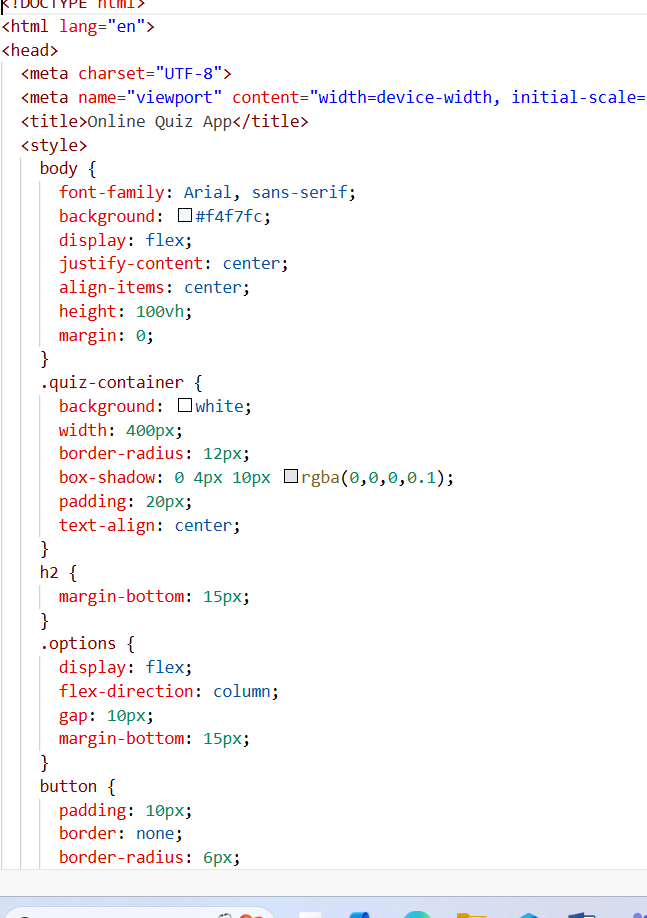 <!DOCTYPE html>
<html lang="en">
<head>
<meta charset="UTF-8">
<meta name="viewport" content="width=device-width, initial-scale=
<title>Online Quiz App</title>
<style>
body {
font-family: Arial, sans-serif;
background: #f4f7fc;
display: flex;
justify-content: center;
align-items: center;
height: 100vh;
margin: 0;
}
.quiz-container {
background: white;
width: 400px;
border-radius: 12px;
box-shadow: 0 4px 10px rgba(0,0,0,0.1);
padding: 20px;
text-align: center;
}
h2 {
margin-bottom: 15px;
}
.options {
display: flex;
flex-direction: column;
gap: 10px;
margin-bottom: 15px;
}
button {
padding: 10px;
border: none;
border-radius: 6px;